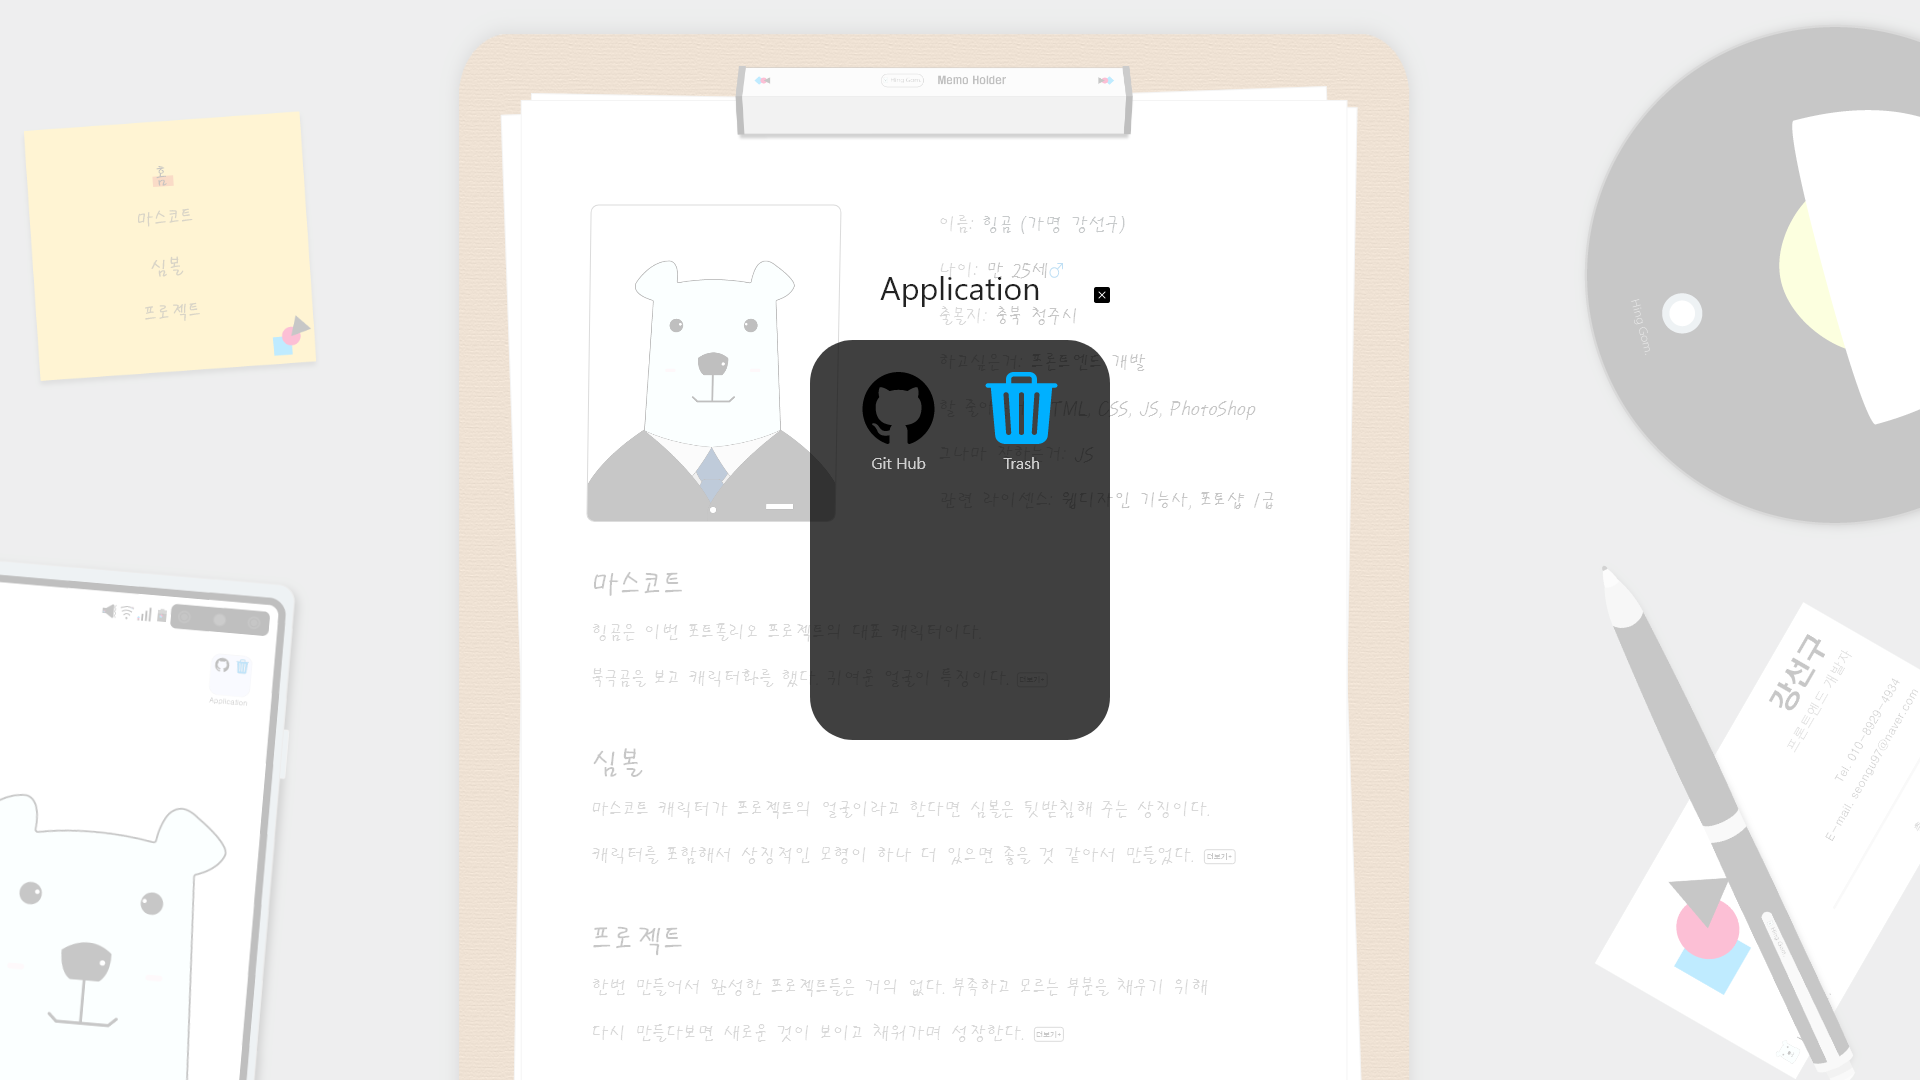 Memo Holder
홈
마스코트
심볼
프로젝트
이름: 힘곰 (가명 강선구)
나이: 만 25세♂
출몰지: 충북 청주시
하고싶은거: 프론트엔드 개발
할 줄 HTML, CSS, JS, PhotoShop
그나마 잘하는거: JS
관련 라이센스: 웹디자인 기능사, 포토샵 1급
Application
Git Hub
Trash
마스코트
힘곰은 이번 포트폴리오 프로젝트의 대표 캐릭터이다.
북극곰을 보고 캐릭터화를 했다. 귀여운 얼굴이 특징이다. 더보기+
심볼
마스코트 캐릭터가 프로젝트의 얼굴이라고 한다면 심볼은 뒷받침해 주는 상징이다.
캐릭터를 포함해서 상징적인 모형이 하나 더 있으면 좋을 것 같아서 만들었다. 더보기+
프로젝트
한번 만들어서 완성한 프로젝트들은 거의 없다. 부족하고 모르는 부분을 채우기 위해
다시 만들다보면 새로운 것이 보이고 채워가며 성장한다. 더보기+
Application
Hing Gom.
강선구
프론트엔드 개발자
Tel. 010-8929-4934
E-mail. seongu97@naver.com